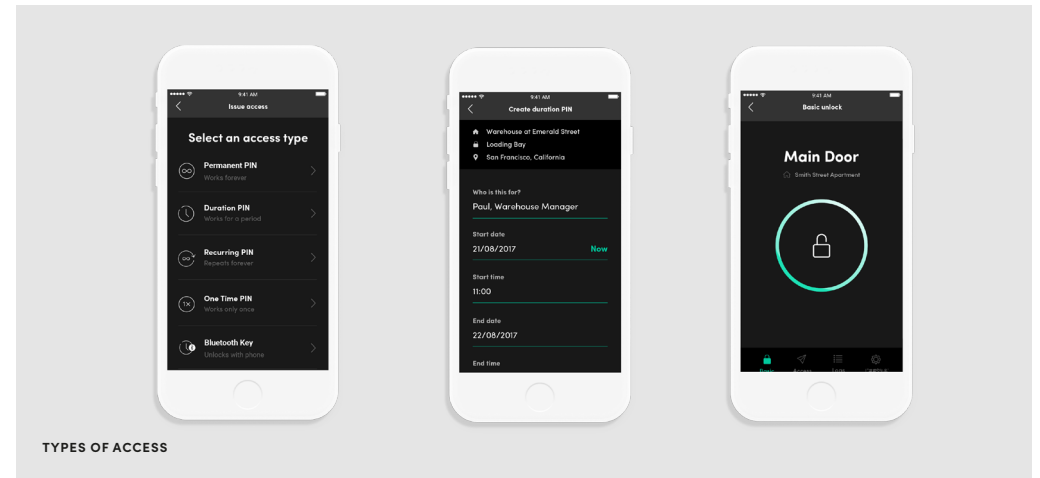 9:41 AM
Issue access
Select an access type
Permanent PIN
Works forever
Duration PIN
Works for a period
Recurring PIN
Repeats forever
1X
One Time PIN
Works only once
Bluetooth Key
Unlocks with phone
9:41 AM
Create duration PIN
Warehouse at Emerald Street
Loading Bay
San Francisco, California
Who is this for?
Paul, Warehouse Manager
Start date
21/08/2017 Now
Start time
11:00
End date
22/08/2017
End time
9:41 AM
Basic unlock
Main Door
Smith Street Apartment
Basic Access Logs
TYPES OF ACCESS